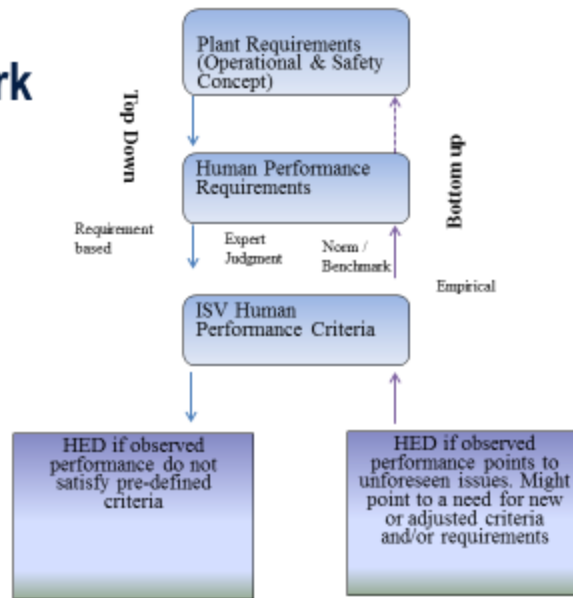 rk
Plant Requirements
(Operational & Safety
Concept)
Top Down
Bottom up
Human Performance
Requirements
Requirement
based
Expert
Judgment
Norm /
Benchmark
Empirical
ISV Human
Performance Criteria
HED if observed
performance do not
satisfy pre-defined
criteria
HED if observed
performance points to
unforeseen issues. Might
point to a need for new
or adjusted criteria
and/or requirements